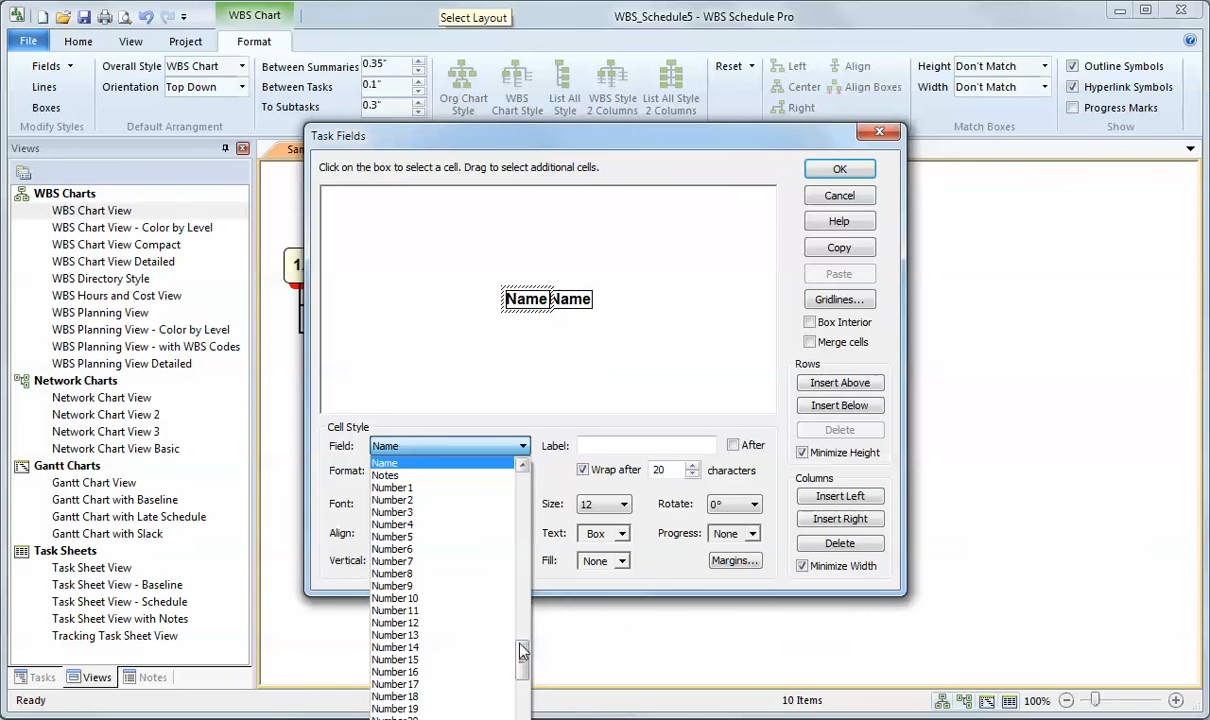 WBS Chart
Select Layout
WBS_Schedule5 - WBS Schedule Pro
File
Home
View
Project
Format
Fields
Lines
Boxes
Modify Styles
Overall Style
WBS Chart
Orientation
Top Down
Default Arrangment
Between Summaries
0.35"
Between Tasks
0.1"
To Subtasks
0.3"
Org Chart
Style
WBS
Chart Style
List All
Style
WBS Style
2 Columns
List All Style
2 Columns
Reset
Left
Center
Right
Align
Align Boxes
Height
Don't Match
Width
Don't Match
Match Boxes
Outline Symbols
Hyperlink Symbols
Progress Marks
Show
Views
WBS Charts
WBS Chart View
WBS Chart View - Color by Level
WBS Chart View Compact
WBS Chart View Detailed
WBS Directory Style
WBS Hours and Cost View
WBS Planning View
WBS Planning View - Color by Level
WBS Planning View - with WBS Codes
WBS Planning View Detailed
Network Charts
Network Chart View
Network Chart View 2
Network Chart View 3
Network Chart View Basic
Gantt Charts
Gantt Chart View
Gantt Chart with Baseline
Gantt Chart with Late Schedule
Gantt Chart with Slack
Task Sheets
Task Sheet View
Task Sheet View - Baseline
Task Sheet View - Schedule
Task Sheet View with Notes
Tracking Task Sheet View
Tasks
Views
Notes
Ready
10 Items
100%
Sam
1.
Task Fields
Click on the box to select a cell. Drag to select additional cells.
Name
Name
OK
Cancel
Help
Copy
Paste
Gridlines...
Box Interior
Merge cells
Rows
Insert Above
Insert Below
Delete
Minimize Height
Columns
Insert Left
Insert Right
Delete
Minimize Width
Cell Style
Field:
Name
Label:
After
Format:
Wrap after
20
characters
Font:
Size:
12
Rotate:
0°
Align:
Text:
Box
Progress:
None
Vertical:
Fill:
None
Margins...
Name
Notes
Number1
Number2
Number3
Number4
Number5
Number6
Number7
Number8
Number9
Number10
Number11
Number12
Number13
Number14
Number15
Number16
Number17
Number18
Number19